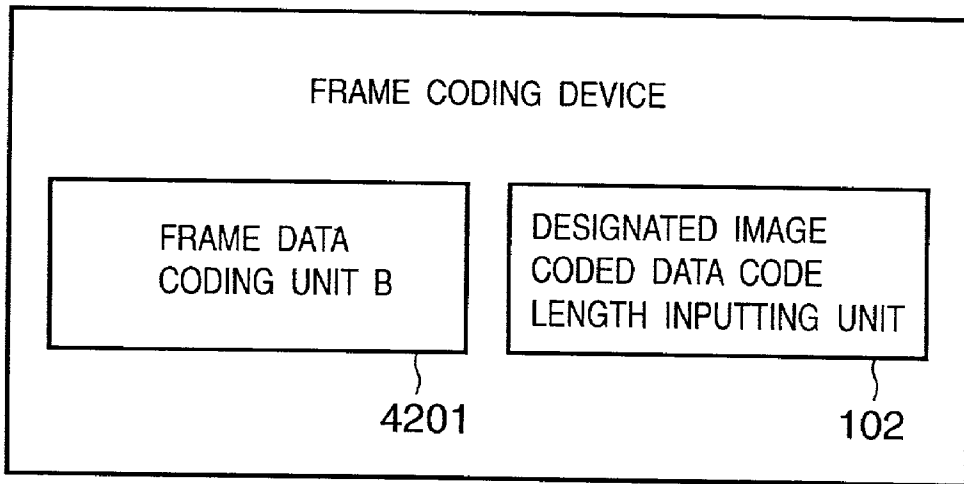 FRAME CODING DEVICE
FRAME DATA
CODING UNIT B
DESIGNATED IMAGE
CODED DATA CODE
LENGTH INPUTTING UNIT
4201
102